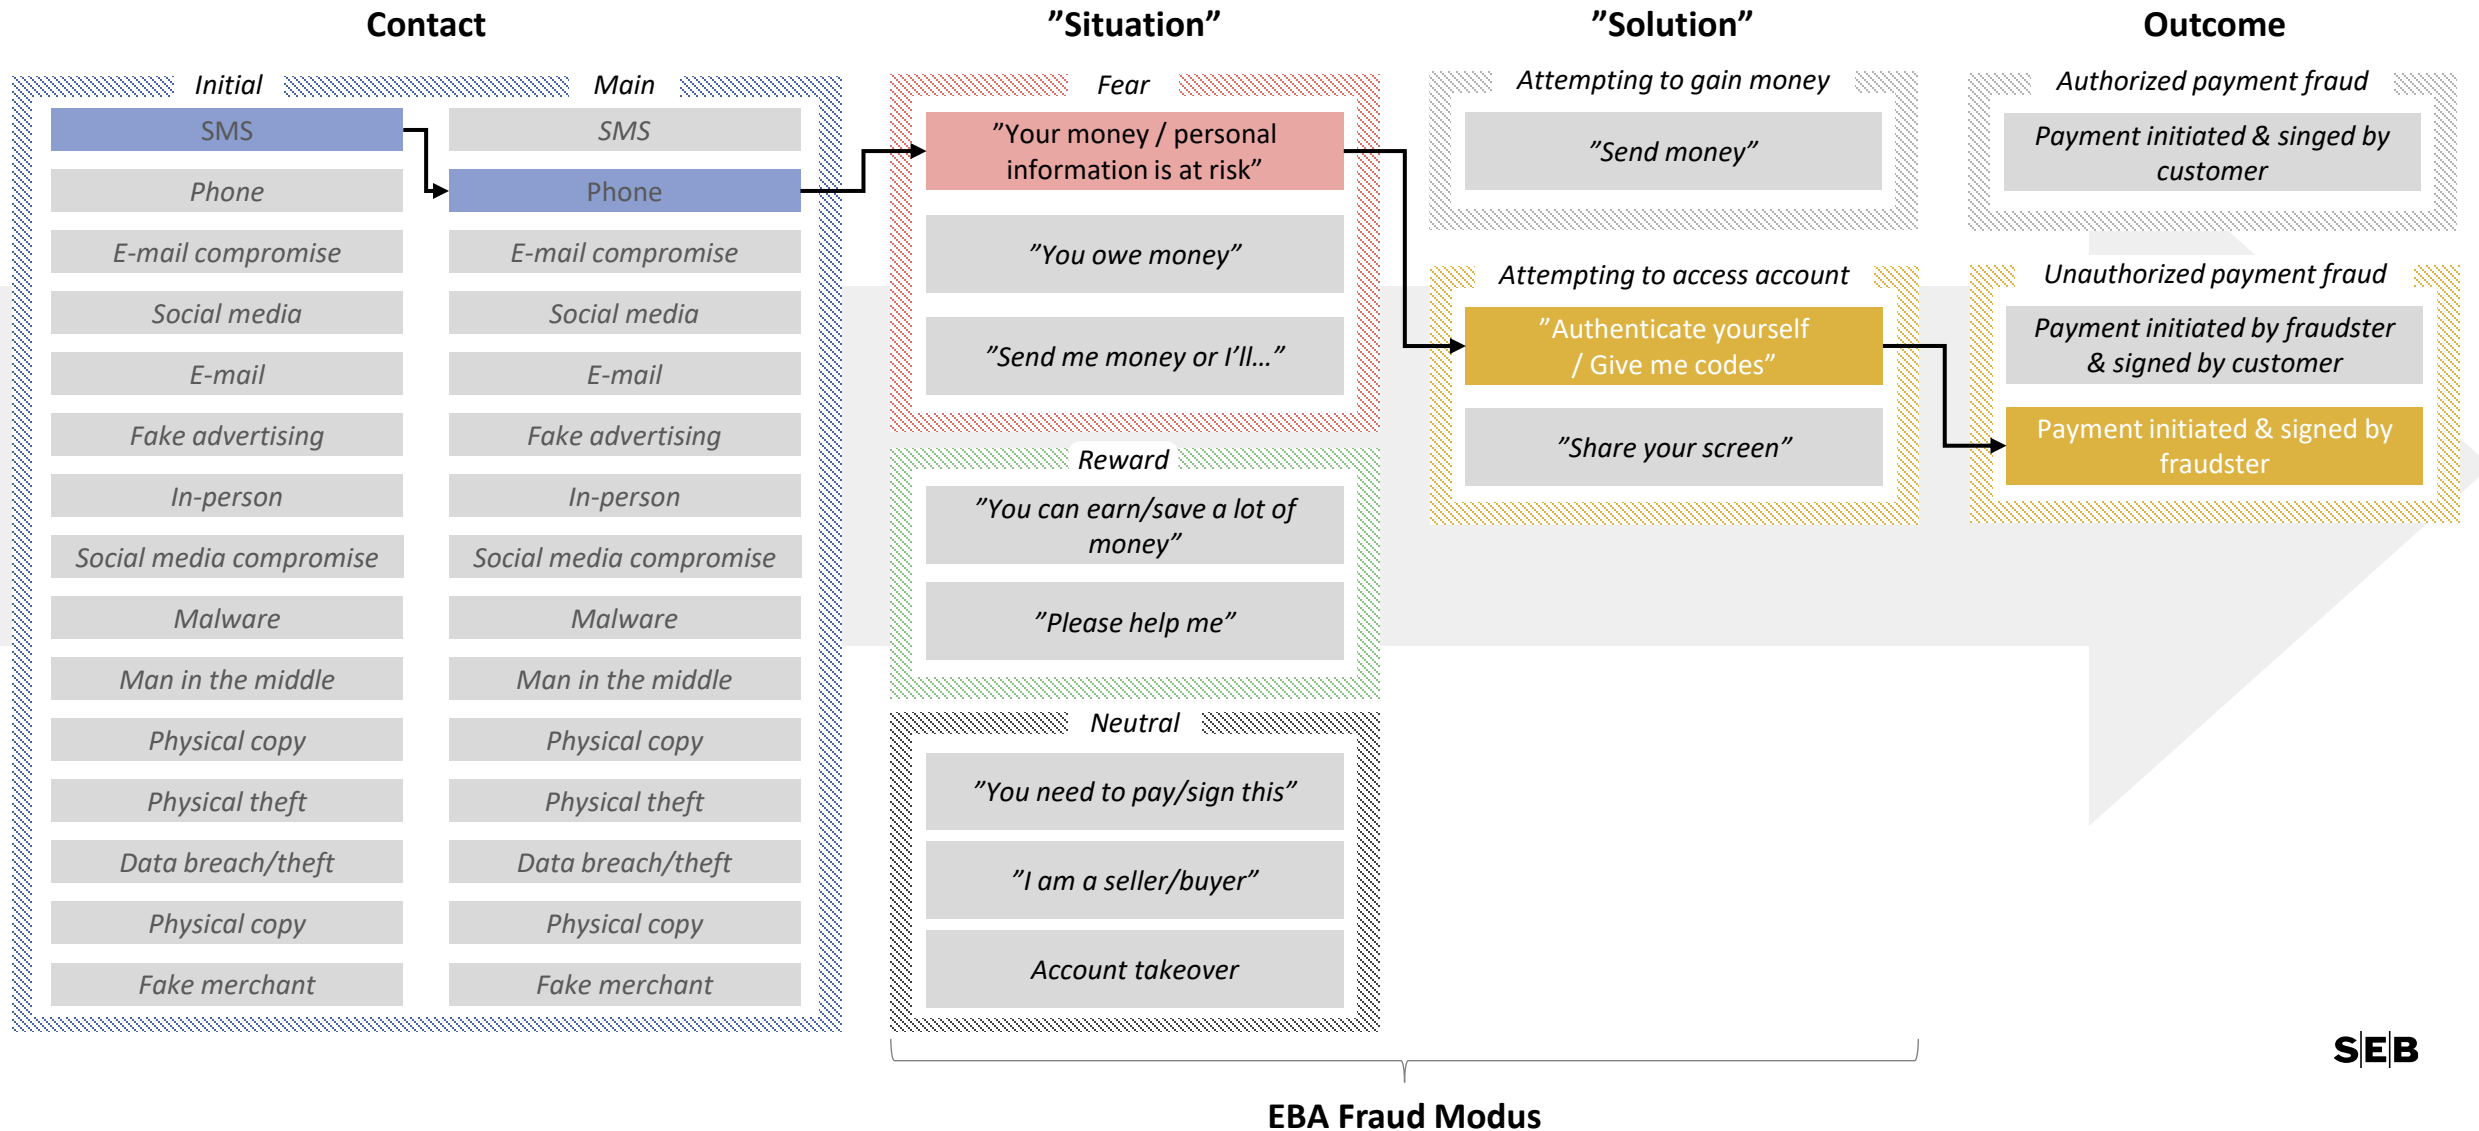 Contact
Initial
Main
SMS
Phone
E-mail compromise
Social media
E-mail
Fake advertising
In-person
Social media compromise
Malware
Man in the middle
Physical copy
Physical theft
Data breach/theft
Physical copy
Fake merchant
SMS
Phone
E-mail compromise
Social media
E-mail
Fake advertising
In-person
Social media compromise
Malware
Man in the middle
Physical copy
Physical theft
Data breach/theft
Physical copy
Fake merchant
”Situation”
Fear
”Your money / personal
information is at risk”
”You owe money”
”Send me money or I’ll…”
Reward
”You can earn/save a lot of
money”
”Please help me”
Neutral
”You need to pay/sign this”
”I am a seller/buyer”
Account takeover
”Solution”
Attempting to gain money
”Send money”
Attempting to access account
”Authenticate yourself
/ Give me codes”
”Share your screen”
Outcome
Authorized payment fraud
Payment initiated & singed by
customer
Unauthorized payment fraud
Payment initiated by fraudster
& signed by customer
Payment initiated & signed by
fraudster
EBA Fraud Modus
SEB